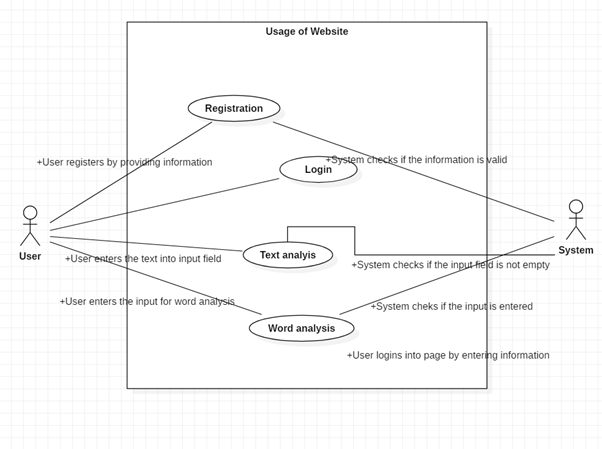 Usage of Website
Registration
+User registers by providing information
+System checks if the information is valid
Login
User
System
Text analyis
+User enters the text into input field
+System checks if the input field is not empty
+User enters the input for word analysis
+System cheks if the input is entered
Word analysis
+User logins into page by entering information